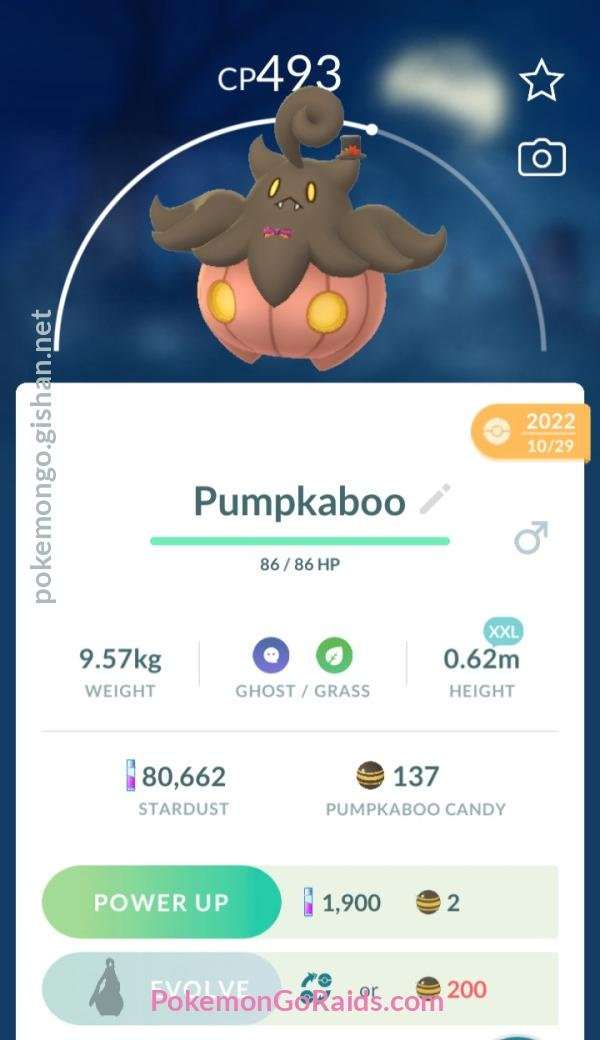 CP493
2022
10/29
pokemongo.gishan.net
Pumpkaboo
86 / 86 HP
XXL
9.57kg
0.62m
WEIGHT
GHOST / GRASS
HEIGHT
80,662
137
STARDUST
PUMPKABOO CANDY
POWER UP
1,900
2
EVOLVE
or
200
PokemonGoRaids.com